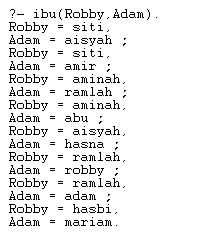 ?- ibu(Robby,Adam).
Robby = siti,
Adam = aisyah ;
Robby = siti,
Adam = amir ;
Robby = aminah,
Adam = ramlah ;
Robby = aminah,
Adam = abu ;
Robby = aisyah,
Adam = hasna ;
Robby = ramlah,
Adam = robby ;
Robby = ramlah,
Adam = adam ;
Robby = hasbi,
Adam = mariam.